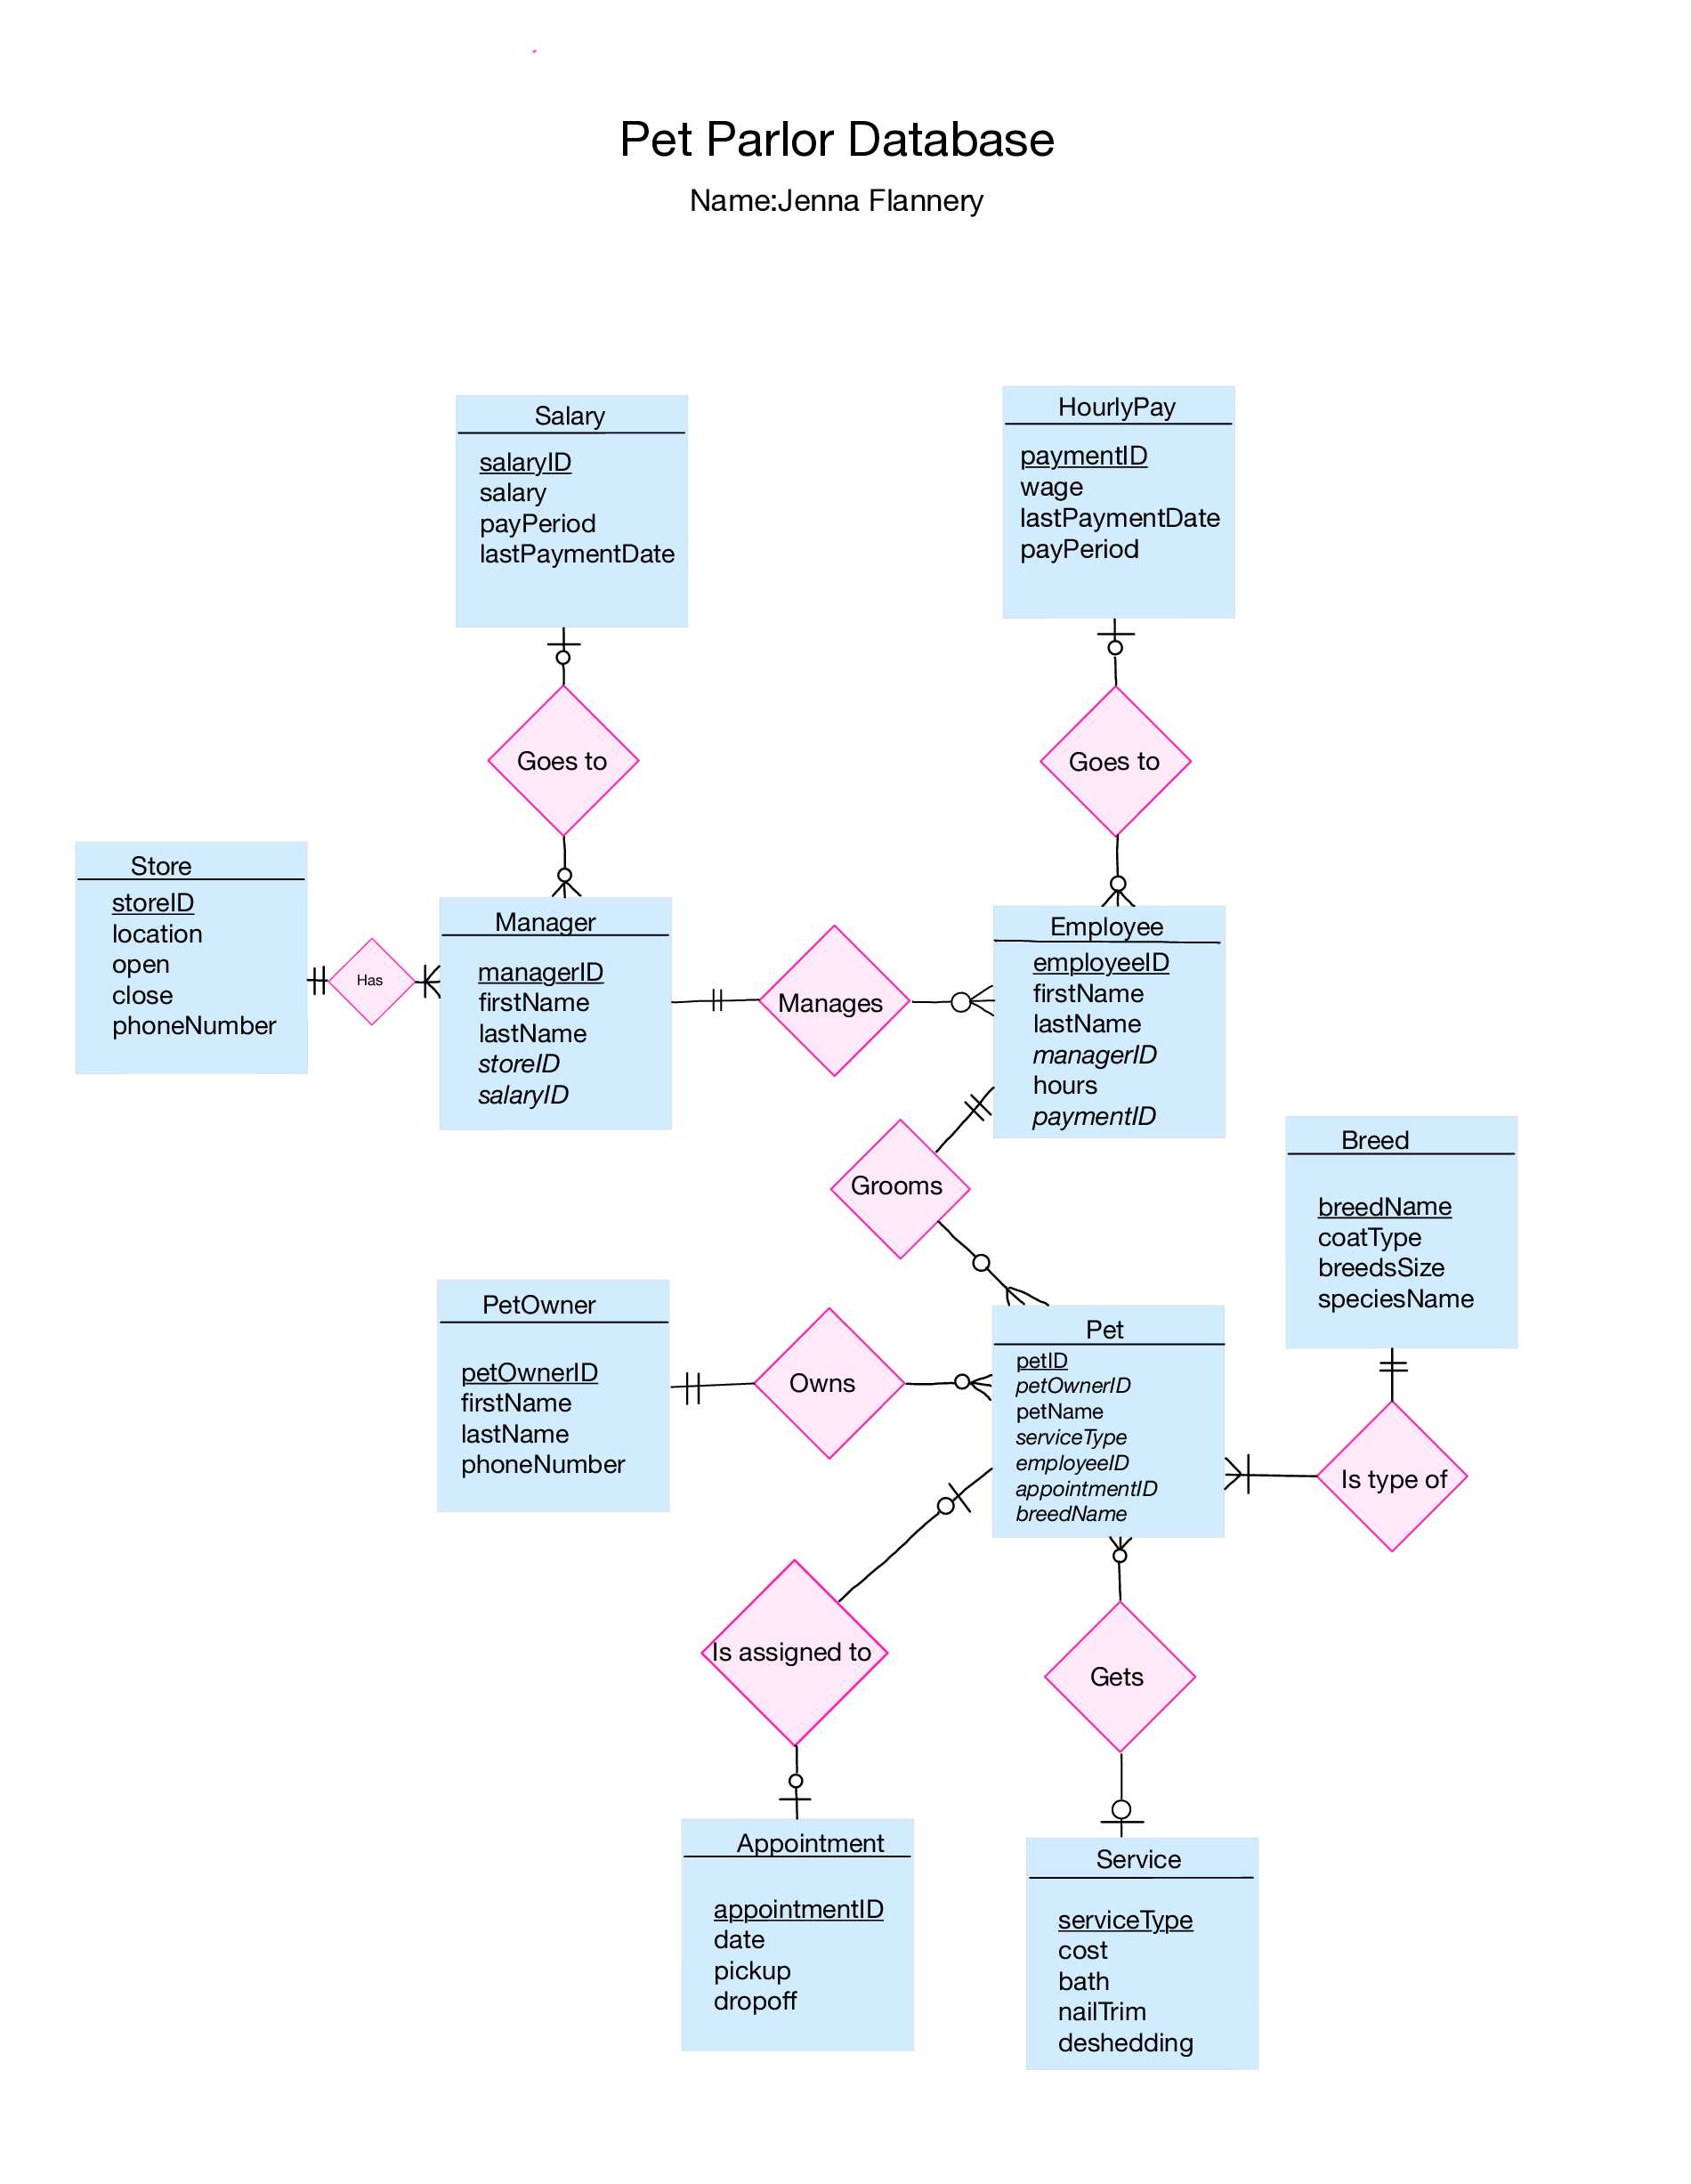 Pet Parlor Database
Name:Jenna Flannery
Salary
salaryID
salary
payPeriod
lastPaymentDate
HourlyPay
paymentID
wage
lastPaymentDate
payPeriod
Goes to
Goes to
Store
storeID
location
open
close
phoneNumber
Has
Manager
managerID
firstName
lastName
storeID
salaryID
Manages
Employee
employeeID
firstName
lastName
managerID
hours
paymentID
Grooms
Breed
breedName
coatType
breedsSize
speciesName
PetOwner
petOwnerID
firstName
lastName
phoneNumber
Owns
Pet
petID
petOwnerID
petName
serviceType
employeeID
appointmentID
breedName
Is type of
Is assigned to
Gets
Appointment
appointmentID
date
pickup
dropoff
Service
serviceType
cost
bath
nailTrim
deshedding